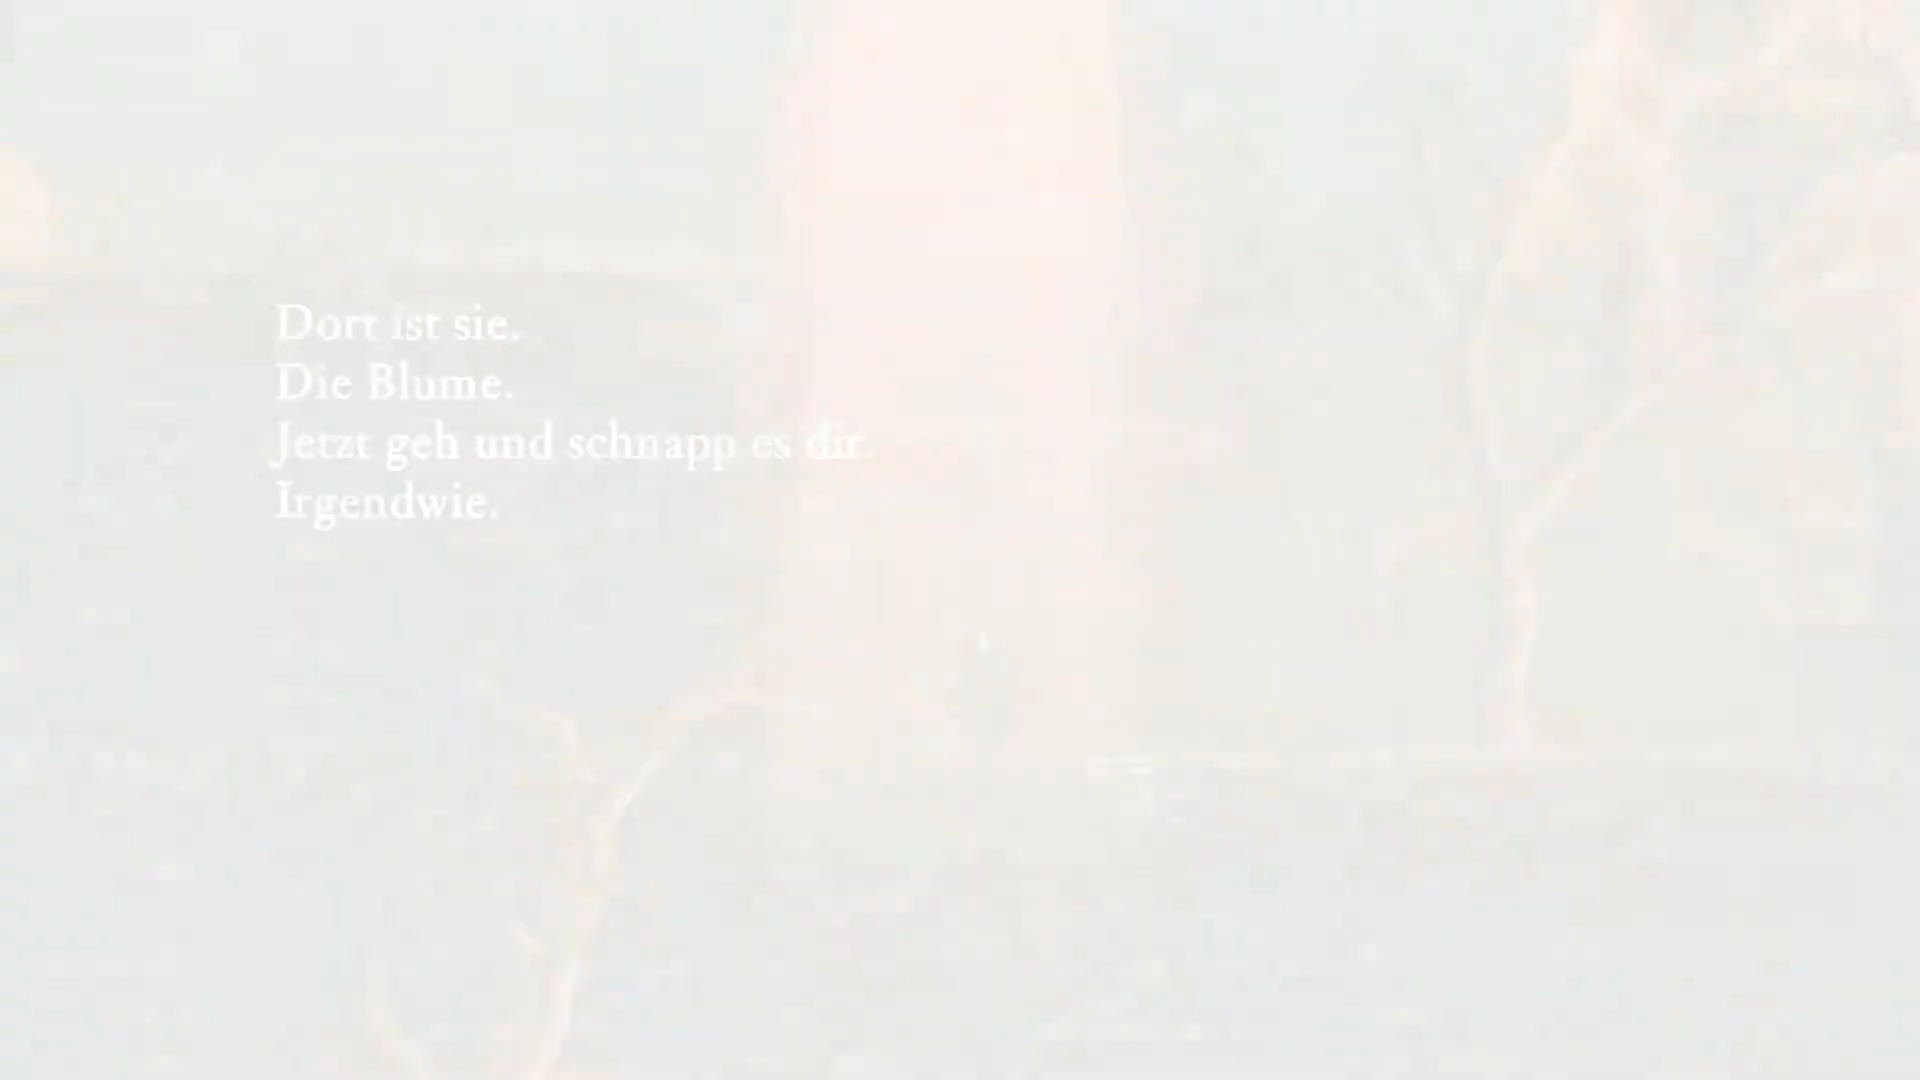 Dort ist sie.
Die Blume.
Jetzt geh und schnapp es dir.
Irgendwie.